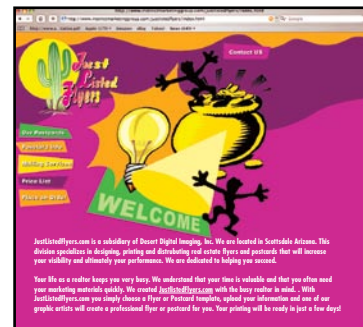 Contact US
Just
Listed
Flyers
Our Postcards
Mailing Services
Price List
Place an Order
WELCOME
JustListedFlyers.com is a subsidiary of Desert Digital Imaging, Inc. We are located in Scottsdale Arizona. This
division specializes in designing, printing and distrubating real estate flyers and postcards that will increase
your visibility and ultimately your performance. We are dedicated to helping you succeed.
Your life as a realtor keeps you very busy. We understand that your time is valuable and that you often need
your marketing materials quickly. We created JustListedFlyers.com with the busy realtor in mind. . With
JustListedFlyers.com you simply choose a Flyer or Postcard template, upload your information and one of our
graphic artists will create a professional flyer or postcard for you. Your printing will be ready in just a few days!